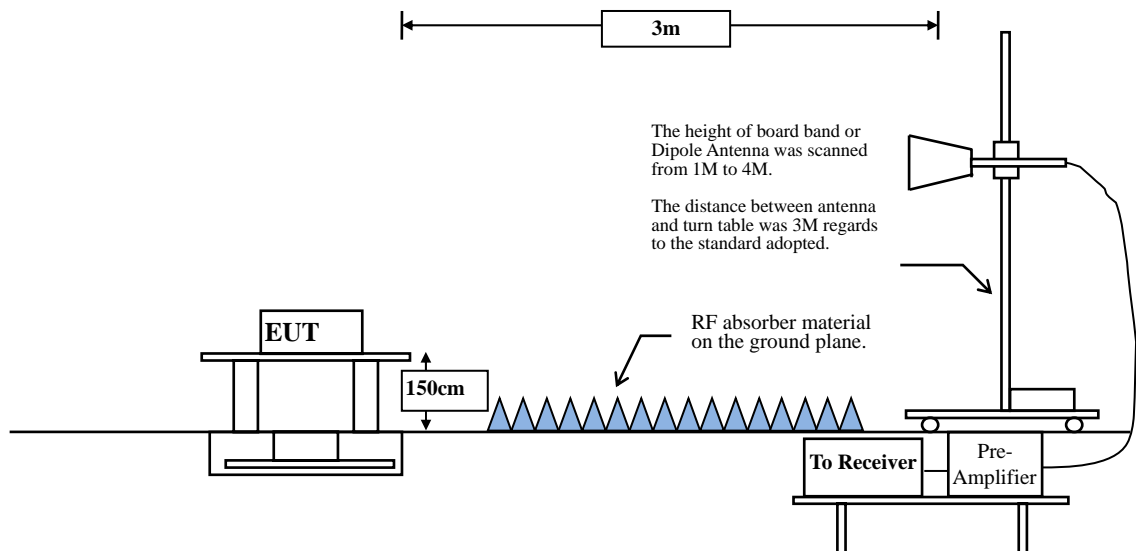 3m
The height of board band or
Dipole Antenna was scanned
from 1M to 4M.
The distance between antenna
and turn table was 3M regards
to the standard adopted.
EUT
RF absorber material
on the ground plane.
150cm
To Receiver
Pre-
Amplifier